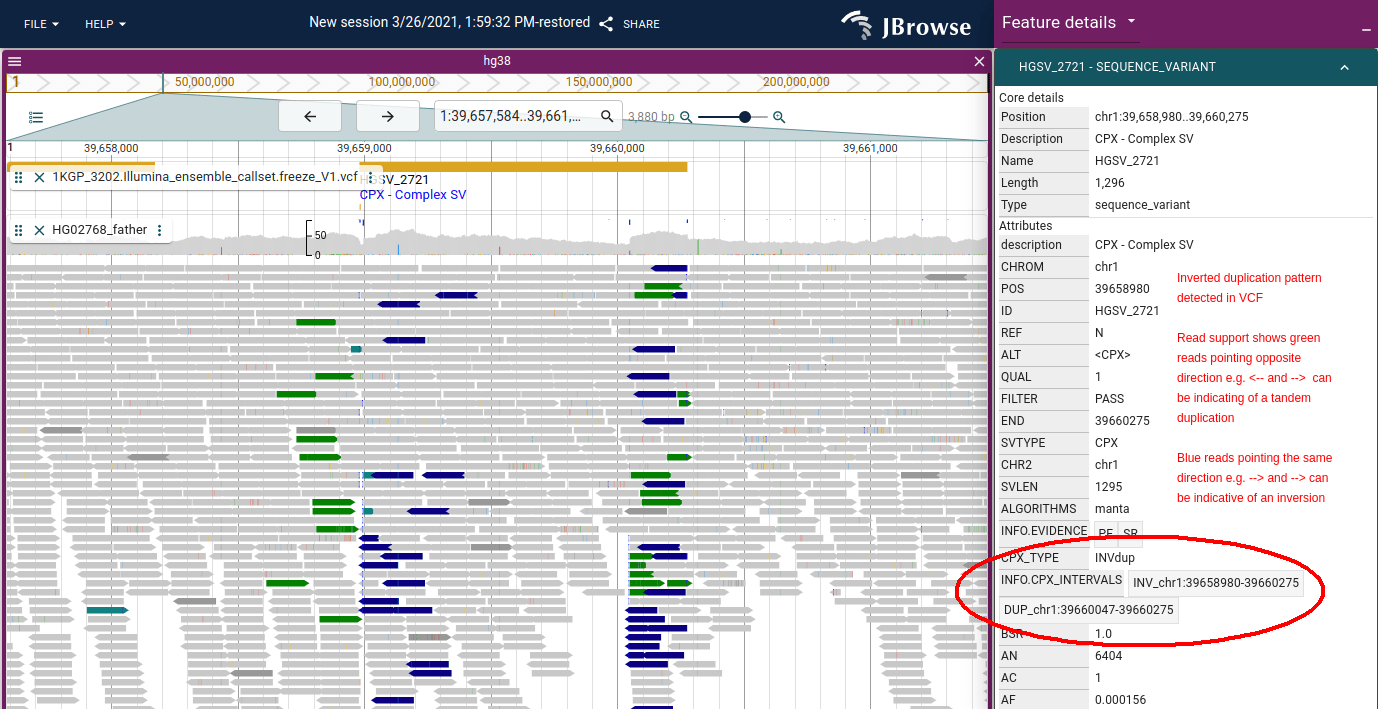 FILE HELP New session 3/26/2021, 1:59:32 PM-restored SHARE JBrowse
Feature details
hg38
1 50,000,000 100,000,000 150,000,000 200,000,000
1:39,657,584..39,661,... 3,880 bp
1 39,658,000 39,659,000 39,660,000 39,661,000
1KGP_3202.Illumina_ensemble_callset.freeze_V1.vcf
HGSV_2721
CPX - Complex SV
HG02768_father
50
0
HGSV_2721 - SEQUENCE_VARIANT
Core details
Position chr1:39,658,980..39,660,275
Description CPX - Complex SV
Name HGSV_2721
Length 1,296
Type sequence_variant
Attributes
description CPX - Complex SV
CHROM chr1
POS 39658980
ID HGSV_2721
REF N
ALT <CPX>
QUAL 1
FILTER PASS
END 39660275
SVTYPE CPX
CHR2 chr1
SVLEN 1295
ALGORITHMS manta
INFO.EVIDENCE PE SR
CPX_TYPE INVdup
INFO.CPX_INTERVALS INV_chr1:39658980-39660275
DUP_chr1:39660047-39660275
BSR 1.0
AN 6404
AC 1
AF 0.000156
Inverted duplication pattern
detected in VCF
Read support shows green
reads pointing opposite
direction e.g. <-- and --> can
be indicating of a tandem
duplication
Blue reads pointing the same
direction e.g. --> and --> can
be indicative of an inversion